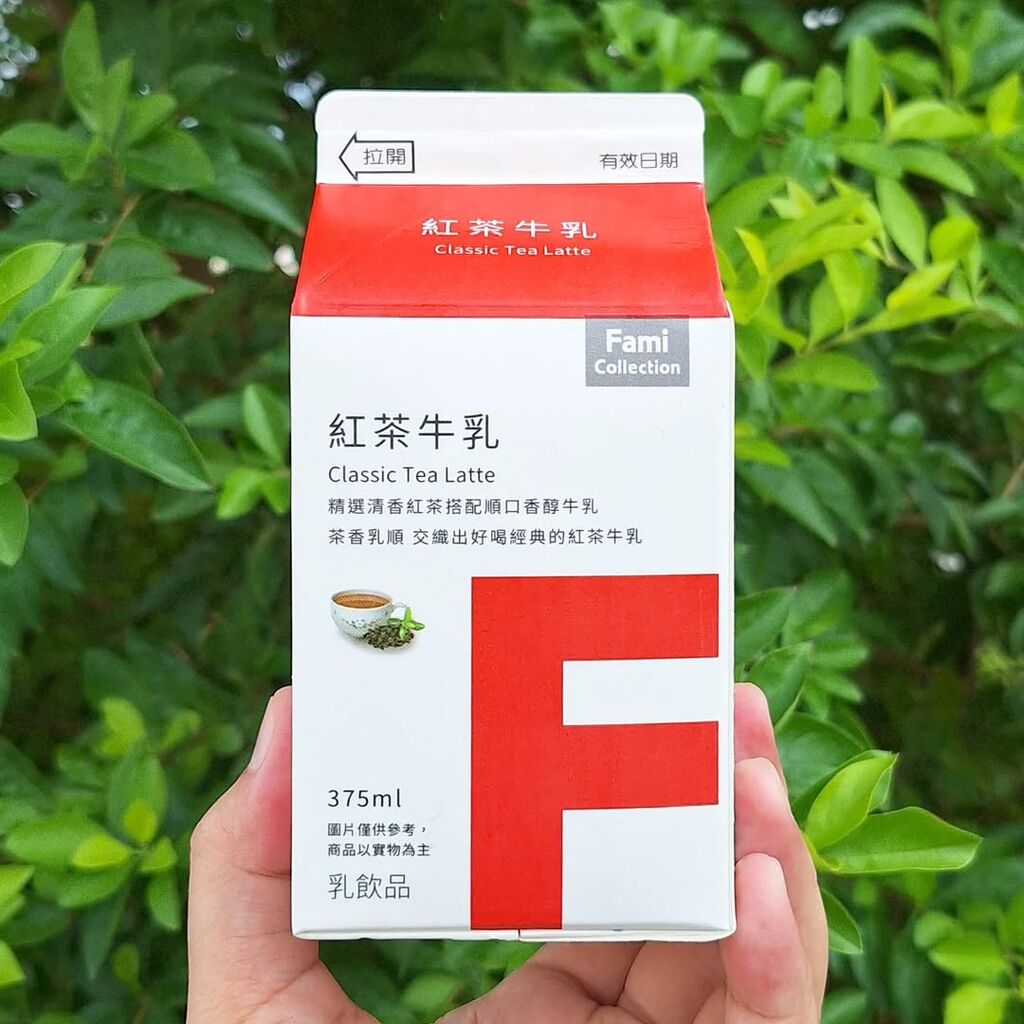 拉開
有效日期
紅茶牛乳
Classic Tea Latte
Fami
Collection
紅茶牛乳
Classic Tea Latte
精選清香紅茶搭配順口香醇牛乳
茶香乳順 交織出好喝經典的紅茶牛乳
F
375ml
圖片僅供參考，
商品以實物為主
乳飲品